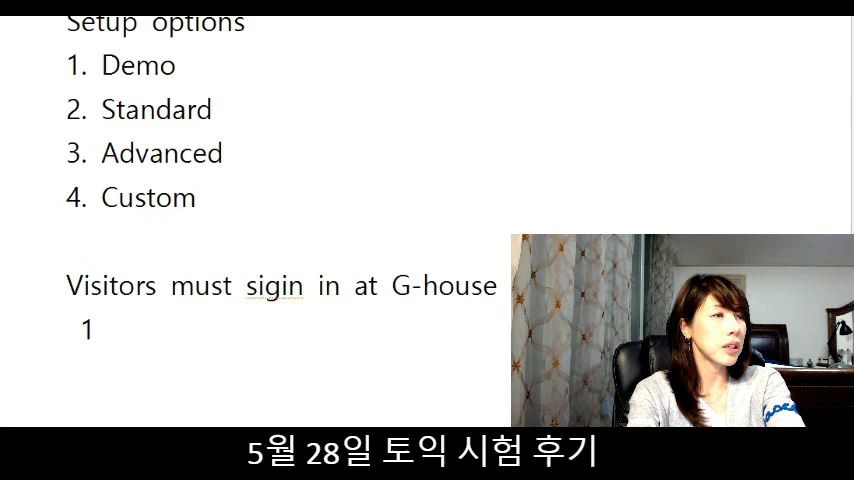 Setup options
1. Demo
2. Standard
3. Advanced
4. Custom
Visitors must sigin in at G-house
1
5월 28일 토익 시험 후기